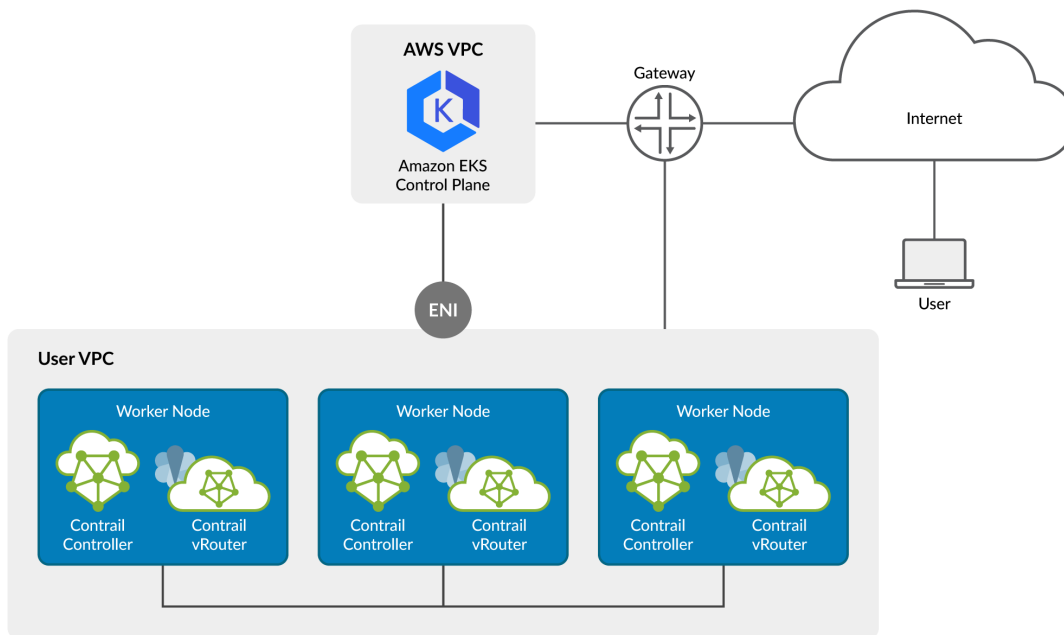 AWS VPC
K
Amazon EKS
Control Plane
Gateway
Internet
User
ENI
User VPC
Worker Node
Contrail
Controller
Contrail
vRouter
Worker Node
Contrail
Controller
Contrail
vRouter
Worker Node
Contrail
Controller
Contrail
vRouter